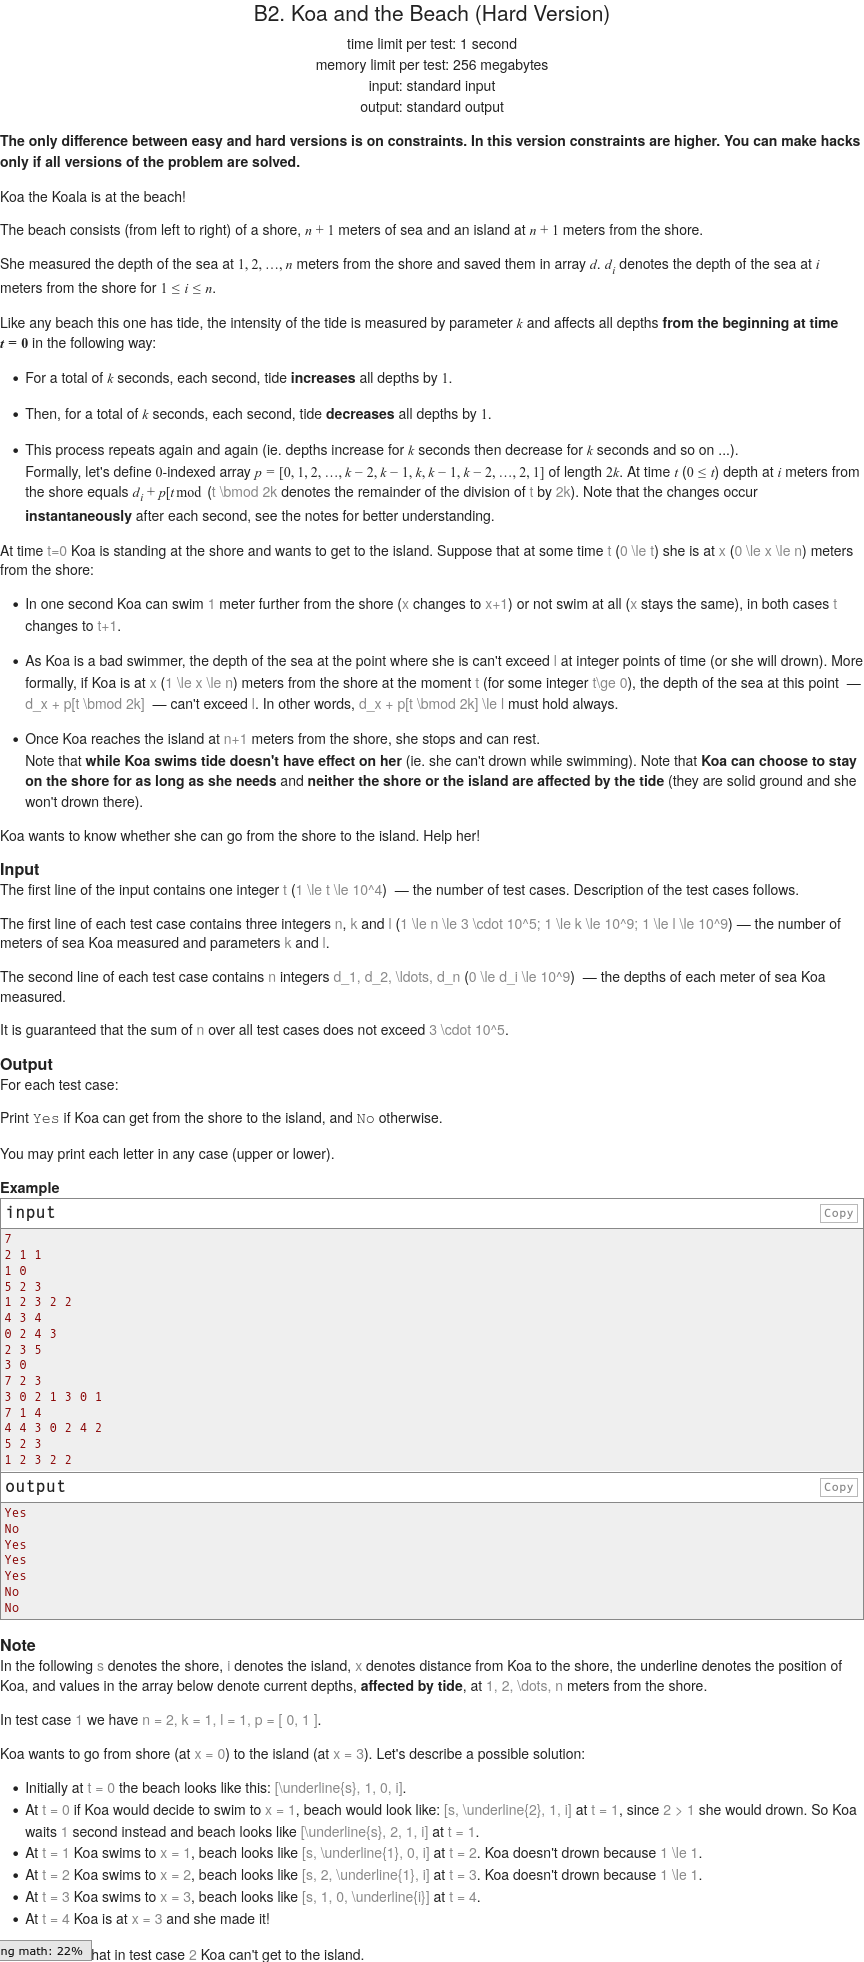 B2. Koa and the Beach (Hard Version)
time limit per test: 1 second
memory limit per test: 256 megabytes
input: standard input
output: standard output
The only difference between easy and hard versions is on constraints. In this version constraints are higher. You can make hacks
only if all versions of the problem are solved.
Koa the Koala is at the beach!
The beach consists (from left to right) of a shore, n + 1 meters of sea and an island at n + 1 meters from the shore.
She measured the depth of the sea at 1, 2, …, n meters from the shore and saved them in array d. d_i denotes the depth of the sea at i
meters from the shore for 1 ≤ i ≤ n.
Like any beach this one has tide, the intensity of the tide is measured by parameter k and affects all depths from the beginning at time
t = 0 in the following way:
• For a total of k seconds, each second, tide increases all depths by 1.
• Then, for a total of k seconds, each second, tide decreases all depths by 1.
• This process repeats again and again (ie. depths increase for k seconds then decrease for k seconds and so on ...).
Formally, let's define 0-indexed array p = [0, 1, 2, …, k − 2, k − 1, k, k − 1, k − 2, …, 2, 1] of length 2k. At time t (0 ≤ t) depth at i meters from
the shore equals d_i + p[t mod (t \bmod 2k denotes the remainder of the division of t by 2k). Note that the changes occur
instantaneously after each second, see the notes for better understanding.
At time t=0 Koa is standing at the shore and wants to get to the island. Suppose that at some time t (0 \le t) she is at x (0 \le x \le n) meters
from the shore:
• In one second Koa can swim 1 meter further from the shore (x changes to x+1) or not swim at all (x stays the same), in both cases t
changes to t+1.
• As Koa is a bad swimmer, the depth of the sea at the point where she is can't exceed l at integer points of time (or she will drown). More
formally, if Koa is at x (1 \le x \le n) meters from the shore at the moment t (for some integer t\ge 0), the depth of the sea at this point —
d_x + p[t \bmod 2k] — can't exceed l. In other words, d_x + p[t \bmod 2k] \le l must hold always.
• Once Koa reaches the island at n+1 meters from the shore, she stops and can rest.
Note that while Koa swims tide doesn't have effect on her (ie. she can't drown while swimming). Note that Koa can choose to stay
on the shore for as long as she needs and neither the shore or the island are affected by the tide (they are solid ground and she
won't drown there).
Koa wants to know whether she can go from the shore to the island. Help her!
Input
The first line of the input contains one integer t (1 \le t \le 10^4) — the number of test cases. Description of the test cases follows.
The first line of each test case contains three integers n, k and l (1 \le n \le 3 \cdot 10^5; 1 \le k \le 10^9; 1 \le l \le 10^9) — the number of
meters of sea Koa measured and parameters k and l.
The second line of each test case contains n integers d_1, d_2, \ldots, d_n (0 \le d_i \le 10^9) — the depths of each meter of sea Koa
measured.
It is guaranteed that the sum of n over all test cases does not exceed 3 \cdot 10^5.
Output
For each test case:
Print Yes if Koa can get from the shore to the island, and No otherwise.
You may print each letter in any case (upper or lower).
Example
input
Copy
7
2 1 1
1 0
5 2 3
1 2 3 2 2
4 3 4
0 2 4 3
2 3 5
3 0
7 2 3
3 0 2 1 3 0 1
7 1 4
4 4 3 0 2 4 2
5 2 3
1 2 3 2 2
output
Copy
Yes
No
Yes
Yes
Yes
No
No
Note
In the following s denotes the shore, i denotes the island, x denotes distance from Koa to the shore, the underline denotes the position of
Koa, and values in the array below denote current depths, affected by tide, at 1, 2, \dots, n meters from the shore.
In test case 1 we have n = 2, k = 1, l = 1, p = [ 0, 1 ].
Koa wants to go from shore (at x = 0) to the island (at x = 3). Let's describe a possible solution:
• Initially at t = 0 the beach looks like this: [\underline{s}, 1, 0, i].
• At t = 0 if Koa would decide to swim to x = 1, beach would look like: [s, \underline{2}, 1, i] at t = 1, since 2 > 1 she would drown. So Koa
waits 1 second instead and beach looks like [\underline{s}, 2, 1, i] at t = 1.
• At t = 1 Koa swims to x = 1, beach looks like [s, \underline{1}, 0, i] at t = 2. Koa doesn't drown because 1 \le 1.
• At t = 2 Koa swims to x = 2, beach looks like [s, 2, \underline{1}, i] at t = 3. Koa doesn't drown because 1 \le 1.
• At t = 3 Koa swims to x = 3, beach looks like [s, 1, 0, \underline{i}] at t = 4.
• At t = 4 Koa is at x = 3 and she made it!
ng math: 22%
hat in test case 2 Koa can't get to the island.